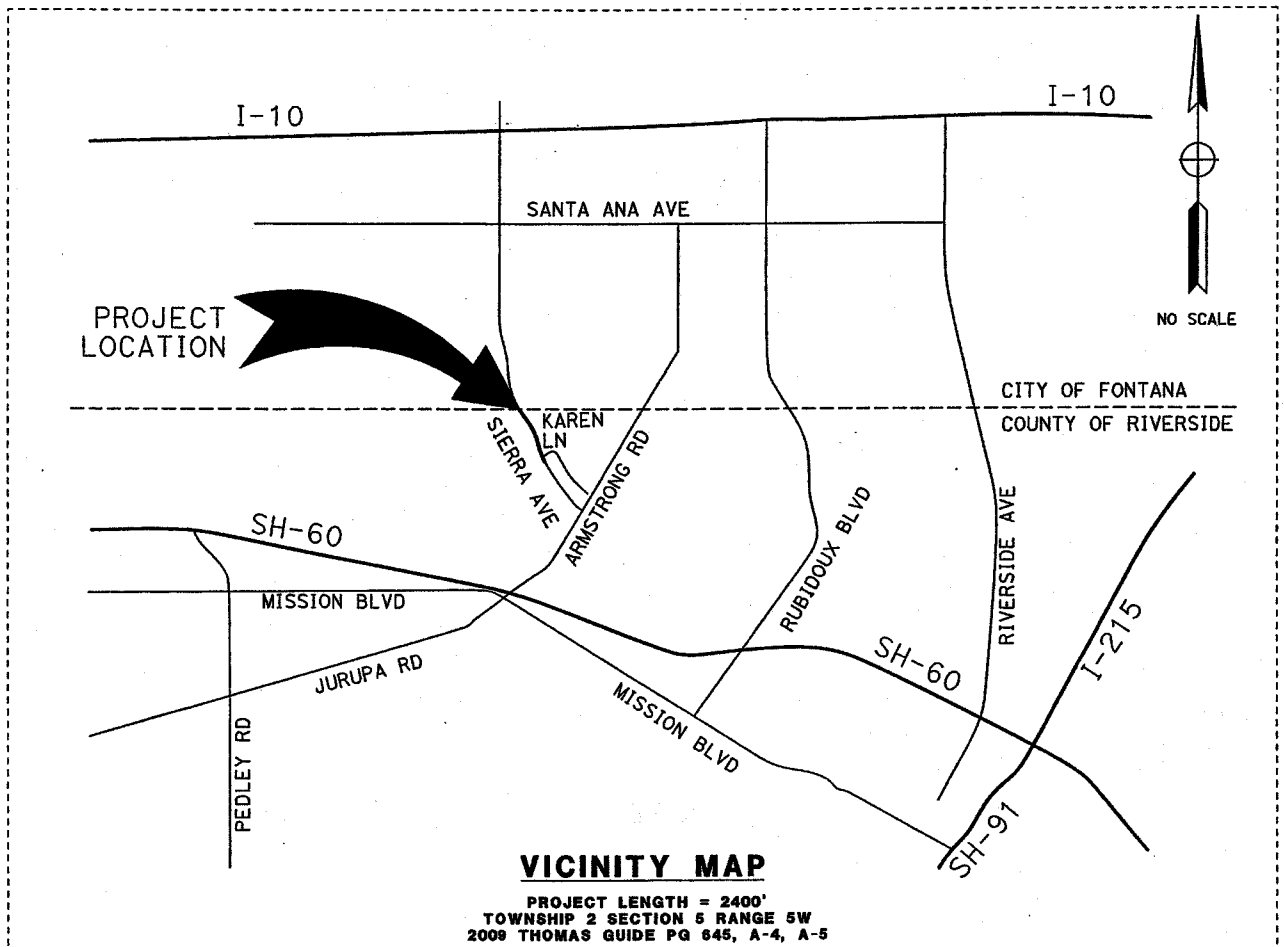 I-10
I-10
SANTA ANA AVE
PROJECT
LOCATION
NO SCALE
CITY OF FONTANA
COUNTY OF RIVERSIDE
KAREN
LN
SIERRA AVE
ARMSTRONG RD
RUBIDOUX BLVD
RIVERSIDE AVE
I-215
SH-60
MISSION BLVD
JURUPA RD
SH-60
MISSION BLVD
PEDLEY RD
SH-91
VICINITY MAP
PROJECT LENGTH = 2400'
TOWNSHIP 2 SECTION 5 RANGE 5W
2009 THOMAS GUIDE PG 645, A-4, A-5